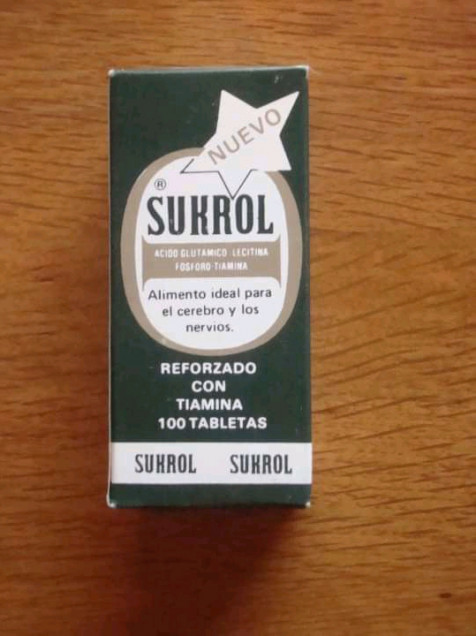 NUEVO
®
SUKROL
ACIDO GLUTAMICO-LECITINA
FOSFORO-TIAMINA
Alimento ideal para
el cerebro y los
nervios.
REFORZADO
CON
TIAMINA
100 TABLETAS
SUKROL SUKROL